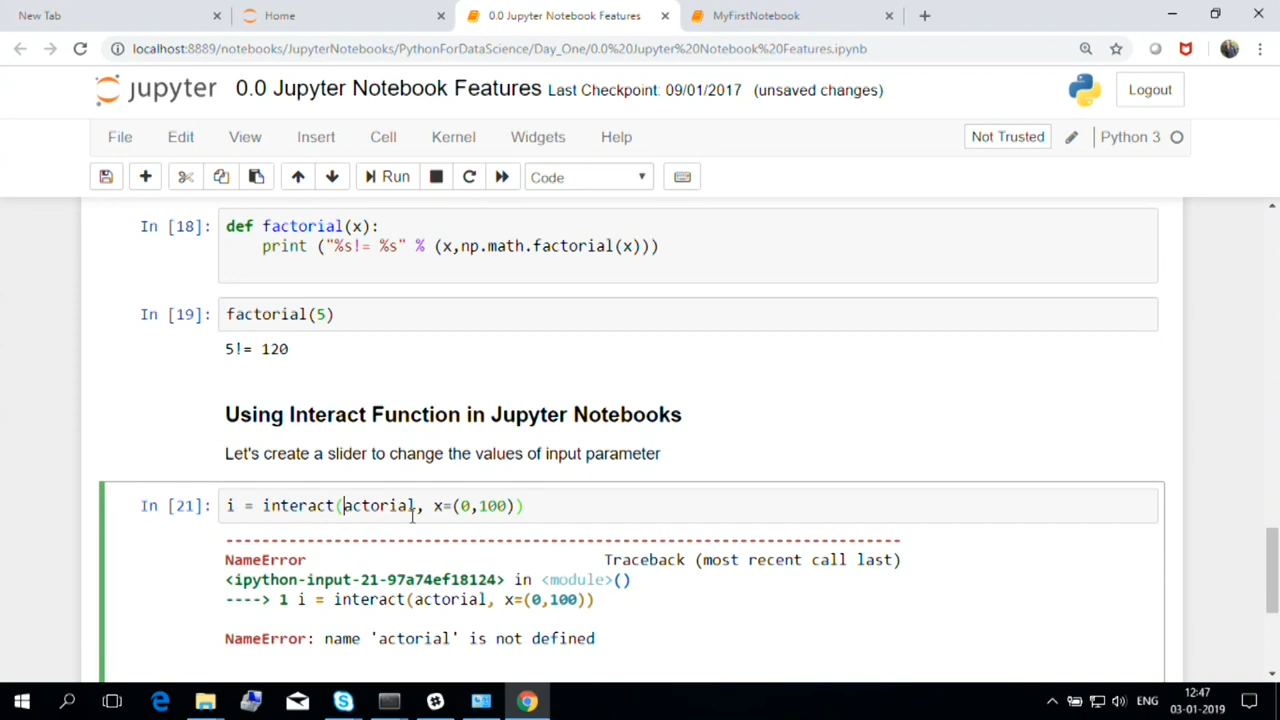 New Tab Home 0.0 Jupyter Notebook Features MyFirstNotebook
localhost:8889/notebooks/JupyterNotebooks/PythonForDataScience/Day_One/0.0%20Jupyter%20Notebook%20Features.ipynb
jupyter 0.0 Jupyter Notebook Features Last Checkpoint: 09/01/2017 (unsaved changes) Logout
File Edit View Insert Cell Kernel Widgets Help Not Trusted Python 3
Run Code
In [18]: def factorial(x):
print ("%s!= %s" % (x,np.math.factorial(x)))
In [19]: factorial(5)
5!= 120
Using Interact Function in Jupyter Notebooks
Let's create a slider to change the values of input parameter
In [21]: i = interact(actorial, x=(0,100))
---------------------------------------------------------------------------
NameError Traceback (most recent call last)
<ipython-input-21-97a74ef18124> in <module>()
----> 1 i = interact(actorial, x=(0,100))
NameError: name 'actorial' is not defined
ENG 12:47
03-01-2019